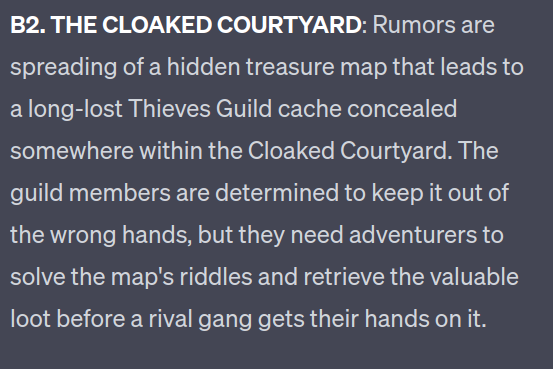 B2. THE CLOAKED COURTYARD: Rumors are
spreading of a hidden treasure map that leads to
a long-lost Thieves Guild cache concealed
somewhere within the Cloaked Courtyard. The
guild members are determined to keep it out of
the wrong hands, but they need adventurers to
solve the map's riddles and retrieve the valuable
loot before a rival gang gets their hands on it.